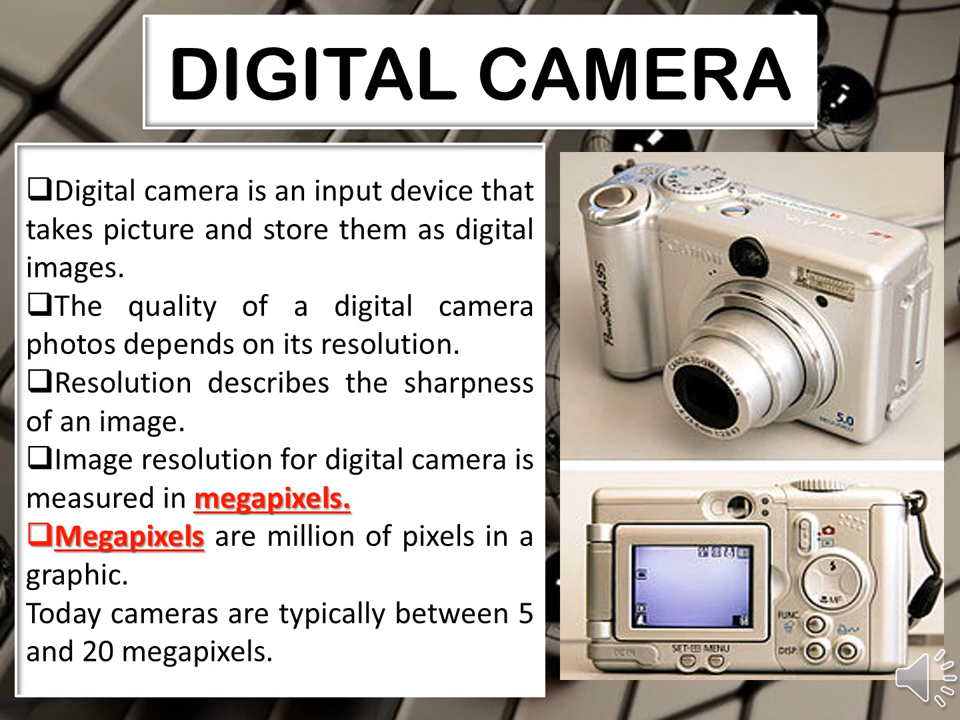 DIGITAL CAMERA
❑Digital camera is an input device that
takes picture and store them as digital
images.
❑The quality of a digital camera
photos depends on its resolution.
❑Resolution describes the sharpness
of an image.
❑Image resolution for digital camera is
measured in megapixels.
❑Megapixels are million of pixels in a
graphic.
Today cameras are typically between 5
and 20 megapixels.
Canon
PowerShot A95
5.0
MEGA PIXELS
MF
FUNC.
SET MENU
DISP.